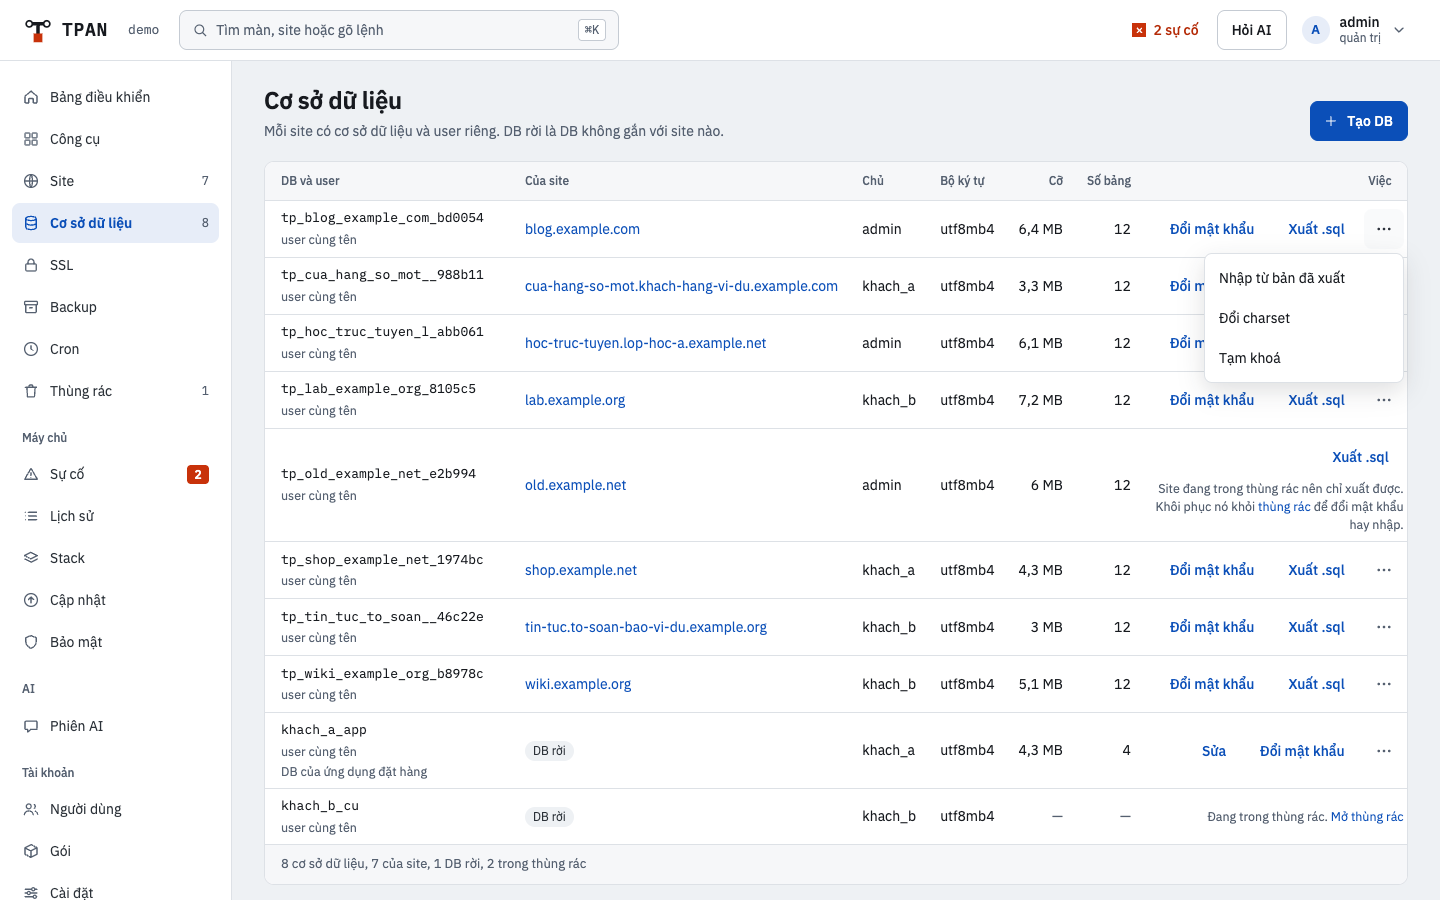 TPAN
demo
Tìm màn, site hoặc gõ lệnh
⌘K
2 sự cố
Hỏi AI
A
admin
quản trị
Bảng điều khiển
Công cụ
Site 7
Cơ sở dữ liệu 8
SSL
Backup
Cron
Thùng rác 1
Máy chủ
Sự cố 2
Lịch sử
Stack
Cập nhật
Bảo mật
AI
Phiên AI
Tài khoản
Người dùng
Gói
Cài đặt
Cơ sở dữ liệu
Mỗi site có cơ sở dữ liệu và user riêng. DB rời là DB không gắn với site nào.
+ Tạo DB
DB và user Của site Chủ Bộ ký tự Cỡ Số bảng Việc
tp_blog_example_com_bd0054
user cùng tên
blog.example.com admin utf8mb4 6,4 MB 12 Đổi mật khẩu Xuất .sql ···
Nhập từ bản đã xuất
Đổi charset
Tạm khoá
tp_cua_hang_so_mot__988b11
user cùng tên
cua-hang-so-mot.khach-hang-vi-du.example.com khach_a utf8mb4 3,3 MB 12 Đổi m
tp_hoc_truc_tuyen_l_abb061
user cùng tên
hoc-truc-tuyen.lop-hoc-a.example.net admin utf8mb4 6,1 MB 12 Đổi m
tp_lab_example_org_8105c5
user cùng tên
lab.example.org khach_b utf8mb4 7,2 MB 12 Đổi mật khẩu Xuất .sql ···
tp_old_example_net_e2b994
user cùng tên
old.example.net admin utf8mb4 6 MB 12 Xuất .sql
Site đang trong thùng rác nên chỉ xuất được.
Khôi phục nó khỏi thùng rác để đổi mật khẩu
hay nhập.
tp_shop_example_net_1974bc
user cùng tên
shop.example.net khach_a utf8mb4 4,3 MB 12 Đổi mật khẩu Xuất .sql ···
tp_tin_tuc_to_soan__46c22e
user cùng tên
tin-tuc.to-soan-bao-vi-du.example.org khach_b utf8mb4 3 MB 12 Đổi mật khẩu Xuất .sql ···
tp_wiki_example_org_b8978c
user cùng tên
wiki.example.org khach_b utf8mb4 5,1 MB 12 Đổi mật khẩu Xuất .sql ···
khach_a_app
user cùng tên
DB của ứng dụng đặt hàng
DB rời khach_a utf8mb4 4,3 MB 4 Sửa Đổi mật khẩu ···
khach_b_cu
user cùng tên
DB rời khach_b utf8mb4 — — Đang trong thùng rác. Mở thùng rác
8 cơ sở dữ liệu, 7 của site, 1 DB rời, 2 trong thùng rác